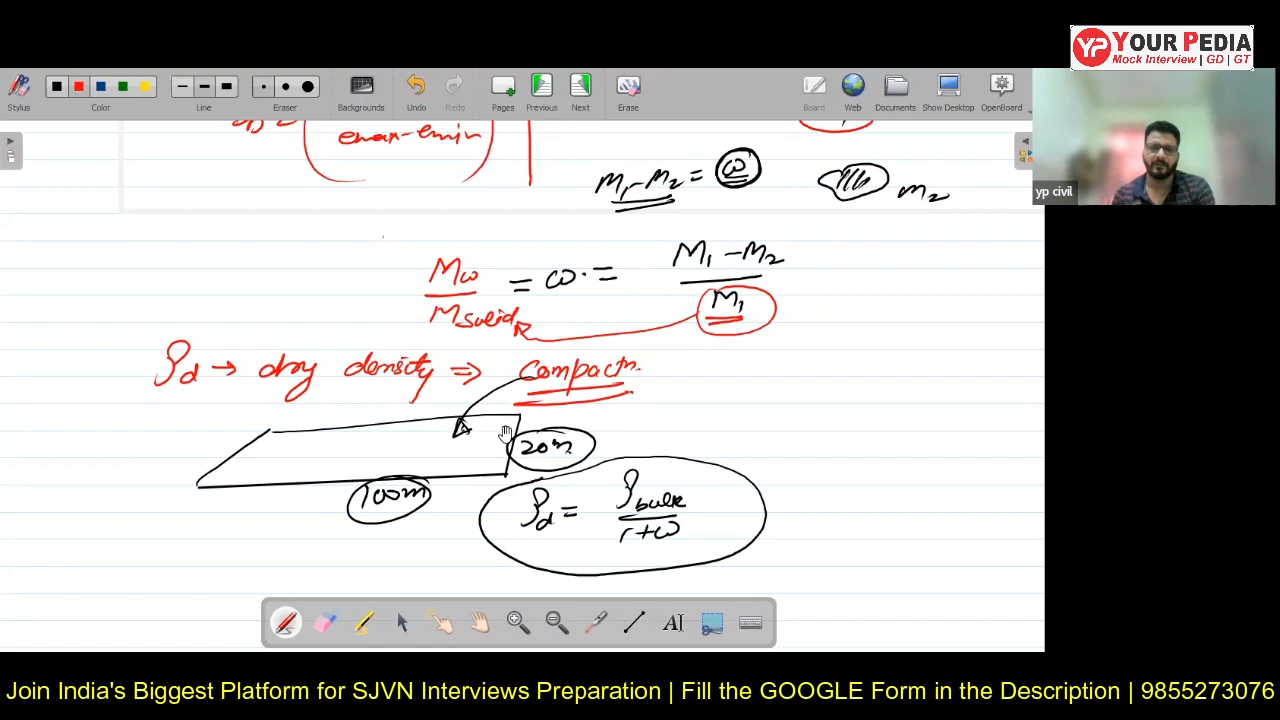 YP YOUR PEDIA
Mock Interview | GD | GT
Stylus
Color
Line
Eraser
Backgrounds
Undo
Redo
Pages
Previous
Next
Erase
Board
Web
Documents
Show Desktop
OpenBoard
emax-emin
M1-M2 = ω
m2
yp civil
Mω = ω. = M1-M2
Msolid M1
ρd → dry density ⇒ compactn.
20m
100m
ρd = ρbulk
1+ω
AI
Join India's Biggest Platform for SJVN Interviews Preparation | Fill the GOOGLE Form in the Description | 9855273076